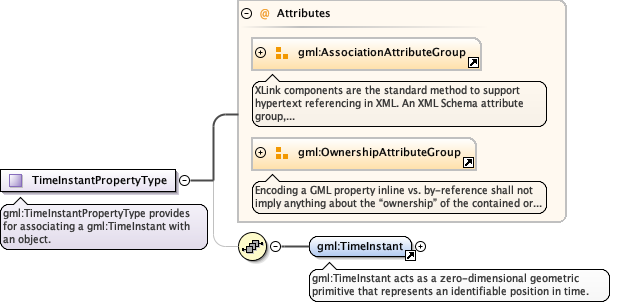 @ Attributes
gml:AssociationAttributeGroup
XLink components are the standard method to support
hypertext referencing in XML. An XML Schema attribute
group,...
gml:OwnershipAttributeGroup
Encoding a GML property inline vs. by-reference shall not
imply anything about the “ownership” of the contained or...
TimeInstantPropertyType
gml:TimeInstantPropertyType provides
for associating a gml:TimeInstant with
an object.
gml:TimeInstant
gml:TimeInstant acts as a zero-dimensional geometric
primitive that represents an identifiable position in time.